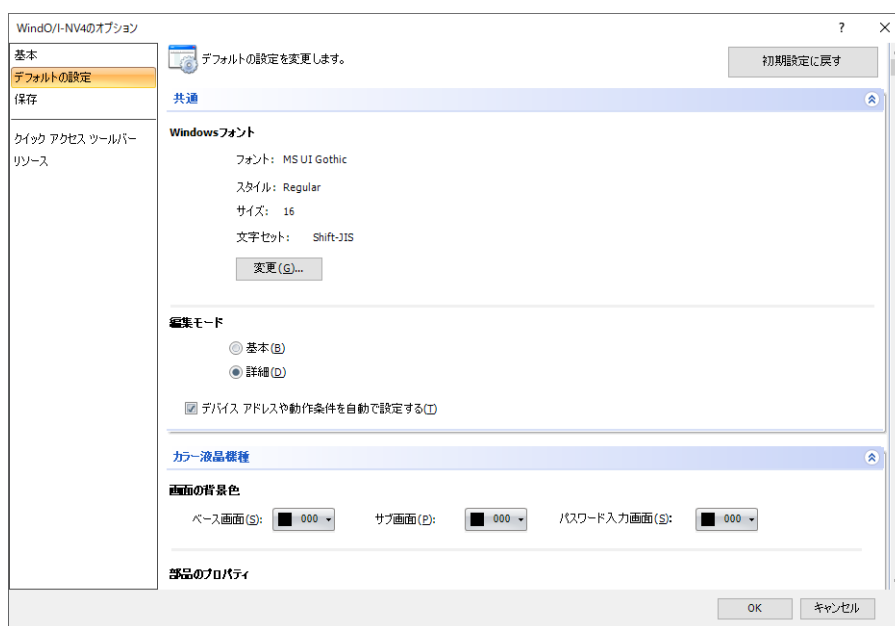 WindO/I-NV4のオプション
?
基本
デフォルトの設定
保存
クイック アクセス ツールバー
リソース
デフォルトの設定を変更します。
初期設定に戻す
共通
Windowsフォント
フォント: MS UI Gothic
スタイル: Regular
サイズ: 16
文字セット: Shift-JIS
変更(G)...
編集モード
基本(B)
詳細(D)
デバイス アドレスや動作条件を自動で設定する(T)
カラー液晶機種
画面の背景色
ベース画面(S): 000 サブ画面(P): 000 パスワード入力画面(S): 000
部品のプロパティ
OK キャンセル